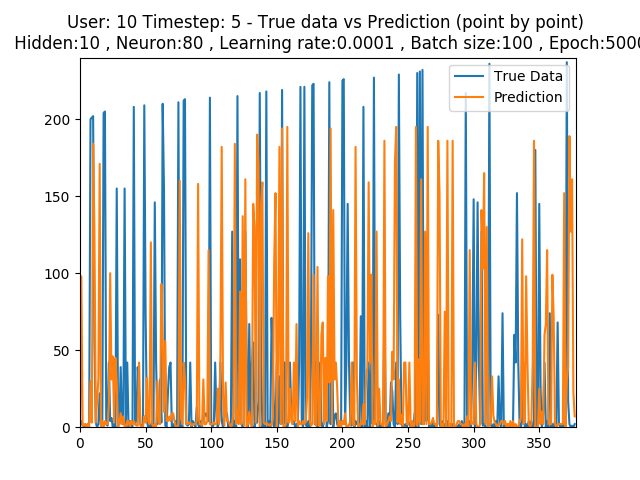 User: 10 Timestep: 5 - True data vs Prediction (point by point)
Hidden:10 , Neuron:80 , Learning rate:0.0001 , Batch size:100 , Epoch:5000
True Data
Prediction
200
150
100
50
0
0 50 100 150 200 250 300 350